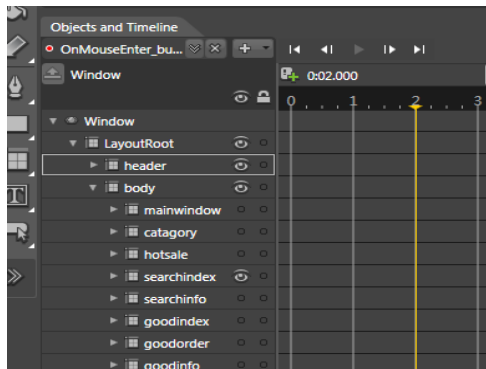 Objects and Timeline
OnMouseEnter_bu...
Window
0:02.000
0 1 2 3
Window
LayoutRoot
header
body
mainwindow
catagory
hotsale
searchindex
searchinfo
goodindex
goodorder
goodinfo